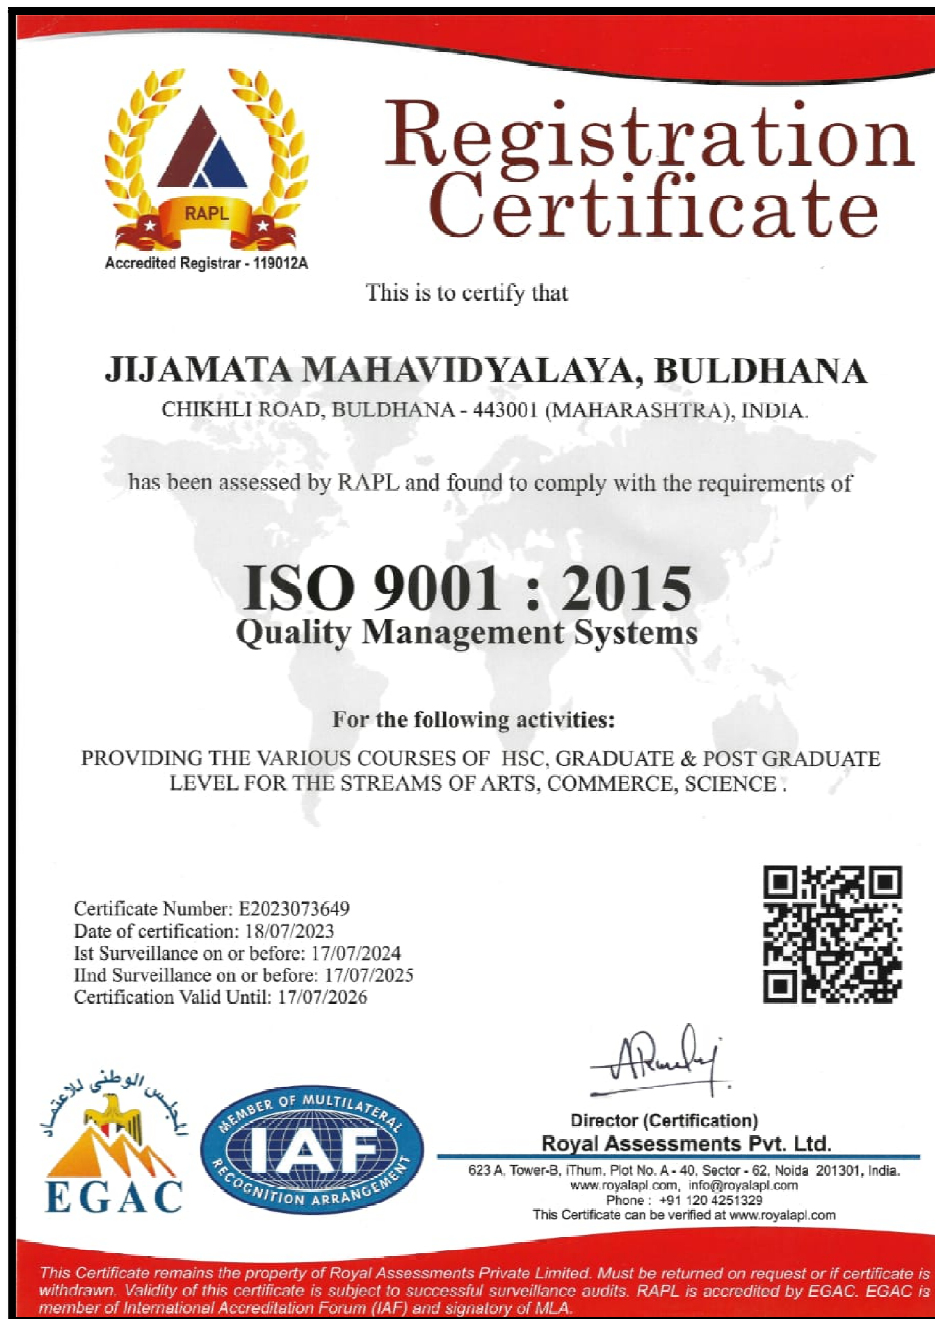 Registration
Certificate
RAPL
Accredited Registrar - 119012A
This is to certify that
JIJAMATA MAHAVIDYALAYA, BULDHANA
CHIKHLI ROAD, BULDHANA - 443001 (MAHARASHTRA), INDIA.
has been assessed by RAPL and found to comply with the requirements of
ISO 9001 : 2015
Quality Management Systems
For the following activities:
PROVIDING THE VARIOUS COURSES OF HSC, GRADUATE & POST GRADUATE
LEVEL FOR THE STREAMS OF ARTS, COMMERCE, SCIENCE .
Certificate Number: E2023073649
Date of certification: 18/07/2023
Ist Surveillance on or before: 17/07/2024
IInd Surveillance on or before: 17/07/2025
Certification Valid Until: 17/07/2026
المجلس الوطني للاعتماد
EGAC
MEMBER OF MULTILATERAL
IAF
RECOGNITION ARRANGEMENT
Director (Certification)
Royal Assessments Pvt. Ltd.
623 A, Tower-B, iThum, Plot No. A - 40, Sector - 62, Noida 201301, India.
www.royalapl.com, info@royalapl.com
Phone : +91 120 4251329
This Certificate can be verified at www.royalapl.com
This Certificate remains the property of Royal Assessments Private Limited. Must be returned on request or if certificate is
withdrawn. Validity of this certificate is subject to successful surveillance audits. RAPL is accredited by EGAC. EGAC is
member of International Accreditation Forum (IAF) and signatory of MLA.